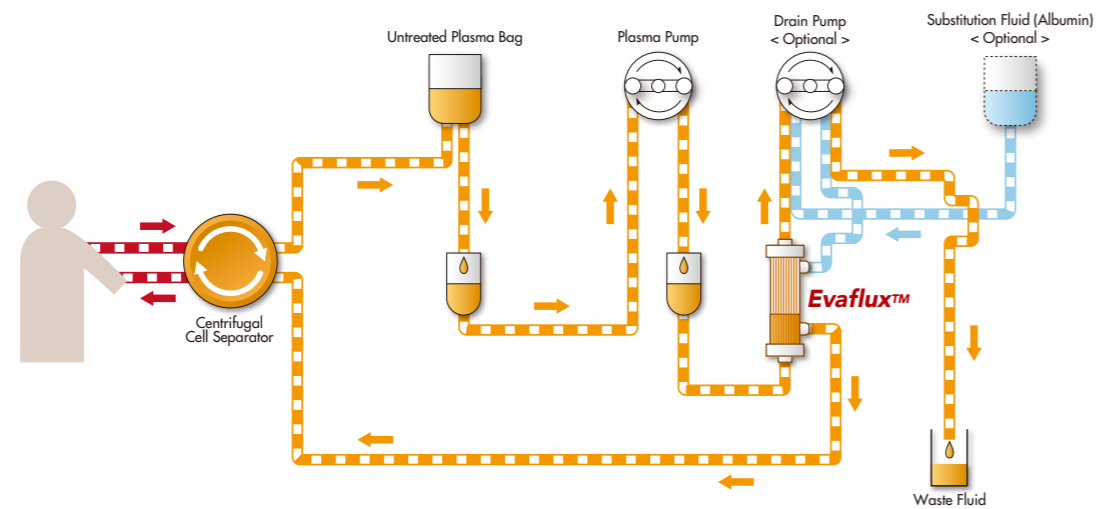 Untreated Plasma Bag
Plasma Pump
Drain Pump
< Optional >
Substitution Fluid (Albumin)
< Optional >
Centrifugal
Cell Separator
Evaflux™
Waste Fluid